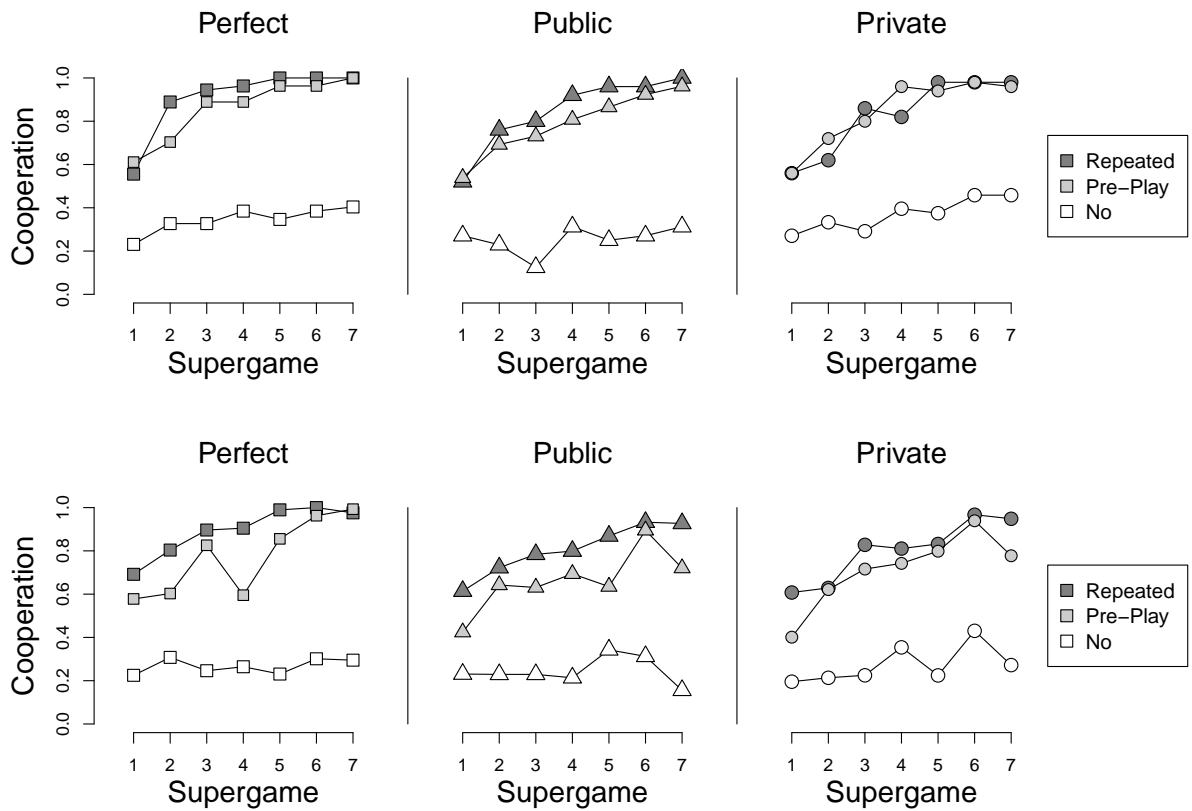 Perfect Public Private
Cooperation
0.0 0.2 0.4 0.6 0.8 1.0
1 2 3 4 5 6 7
Supergame
1 2 3 4 5 6 7
Supergame
1 2 3 4 5 6 7
Supergame
Repeated
Pre−Play
No
Perfect Public Private
Cooperation
0.0 0.2 0.4 0.6 0.8 1.0
1 2 3 4 5 6 7
Supergame
1 2 3 4 5 6 7
Supergame
1 2 3 4 5 6 7
Supergame
Repeated
Pre−Play
No